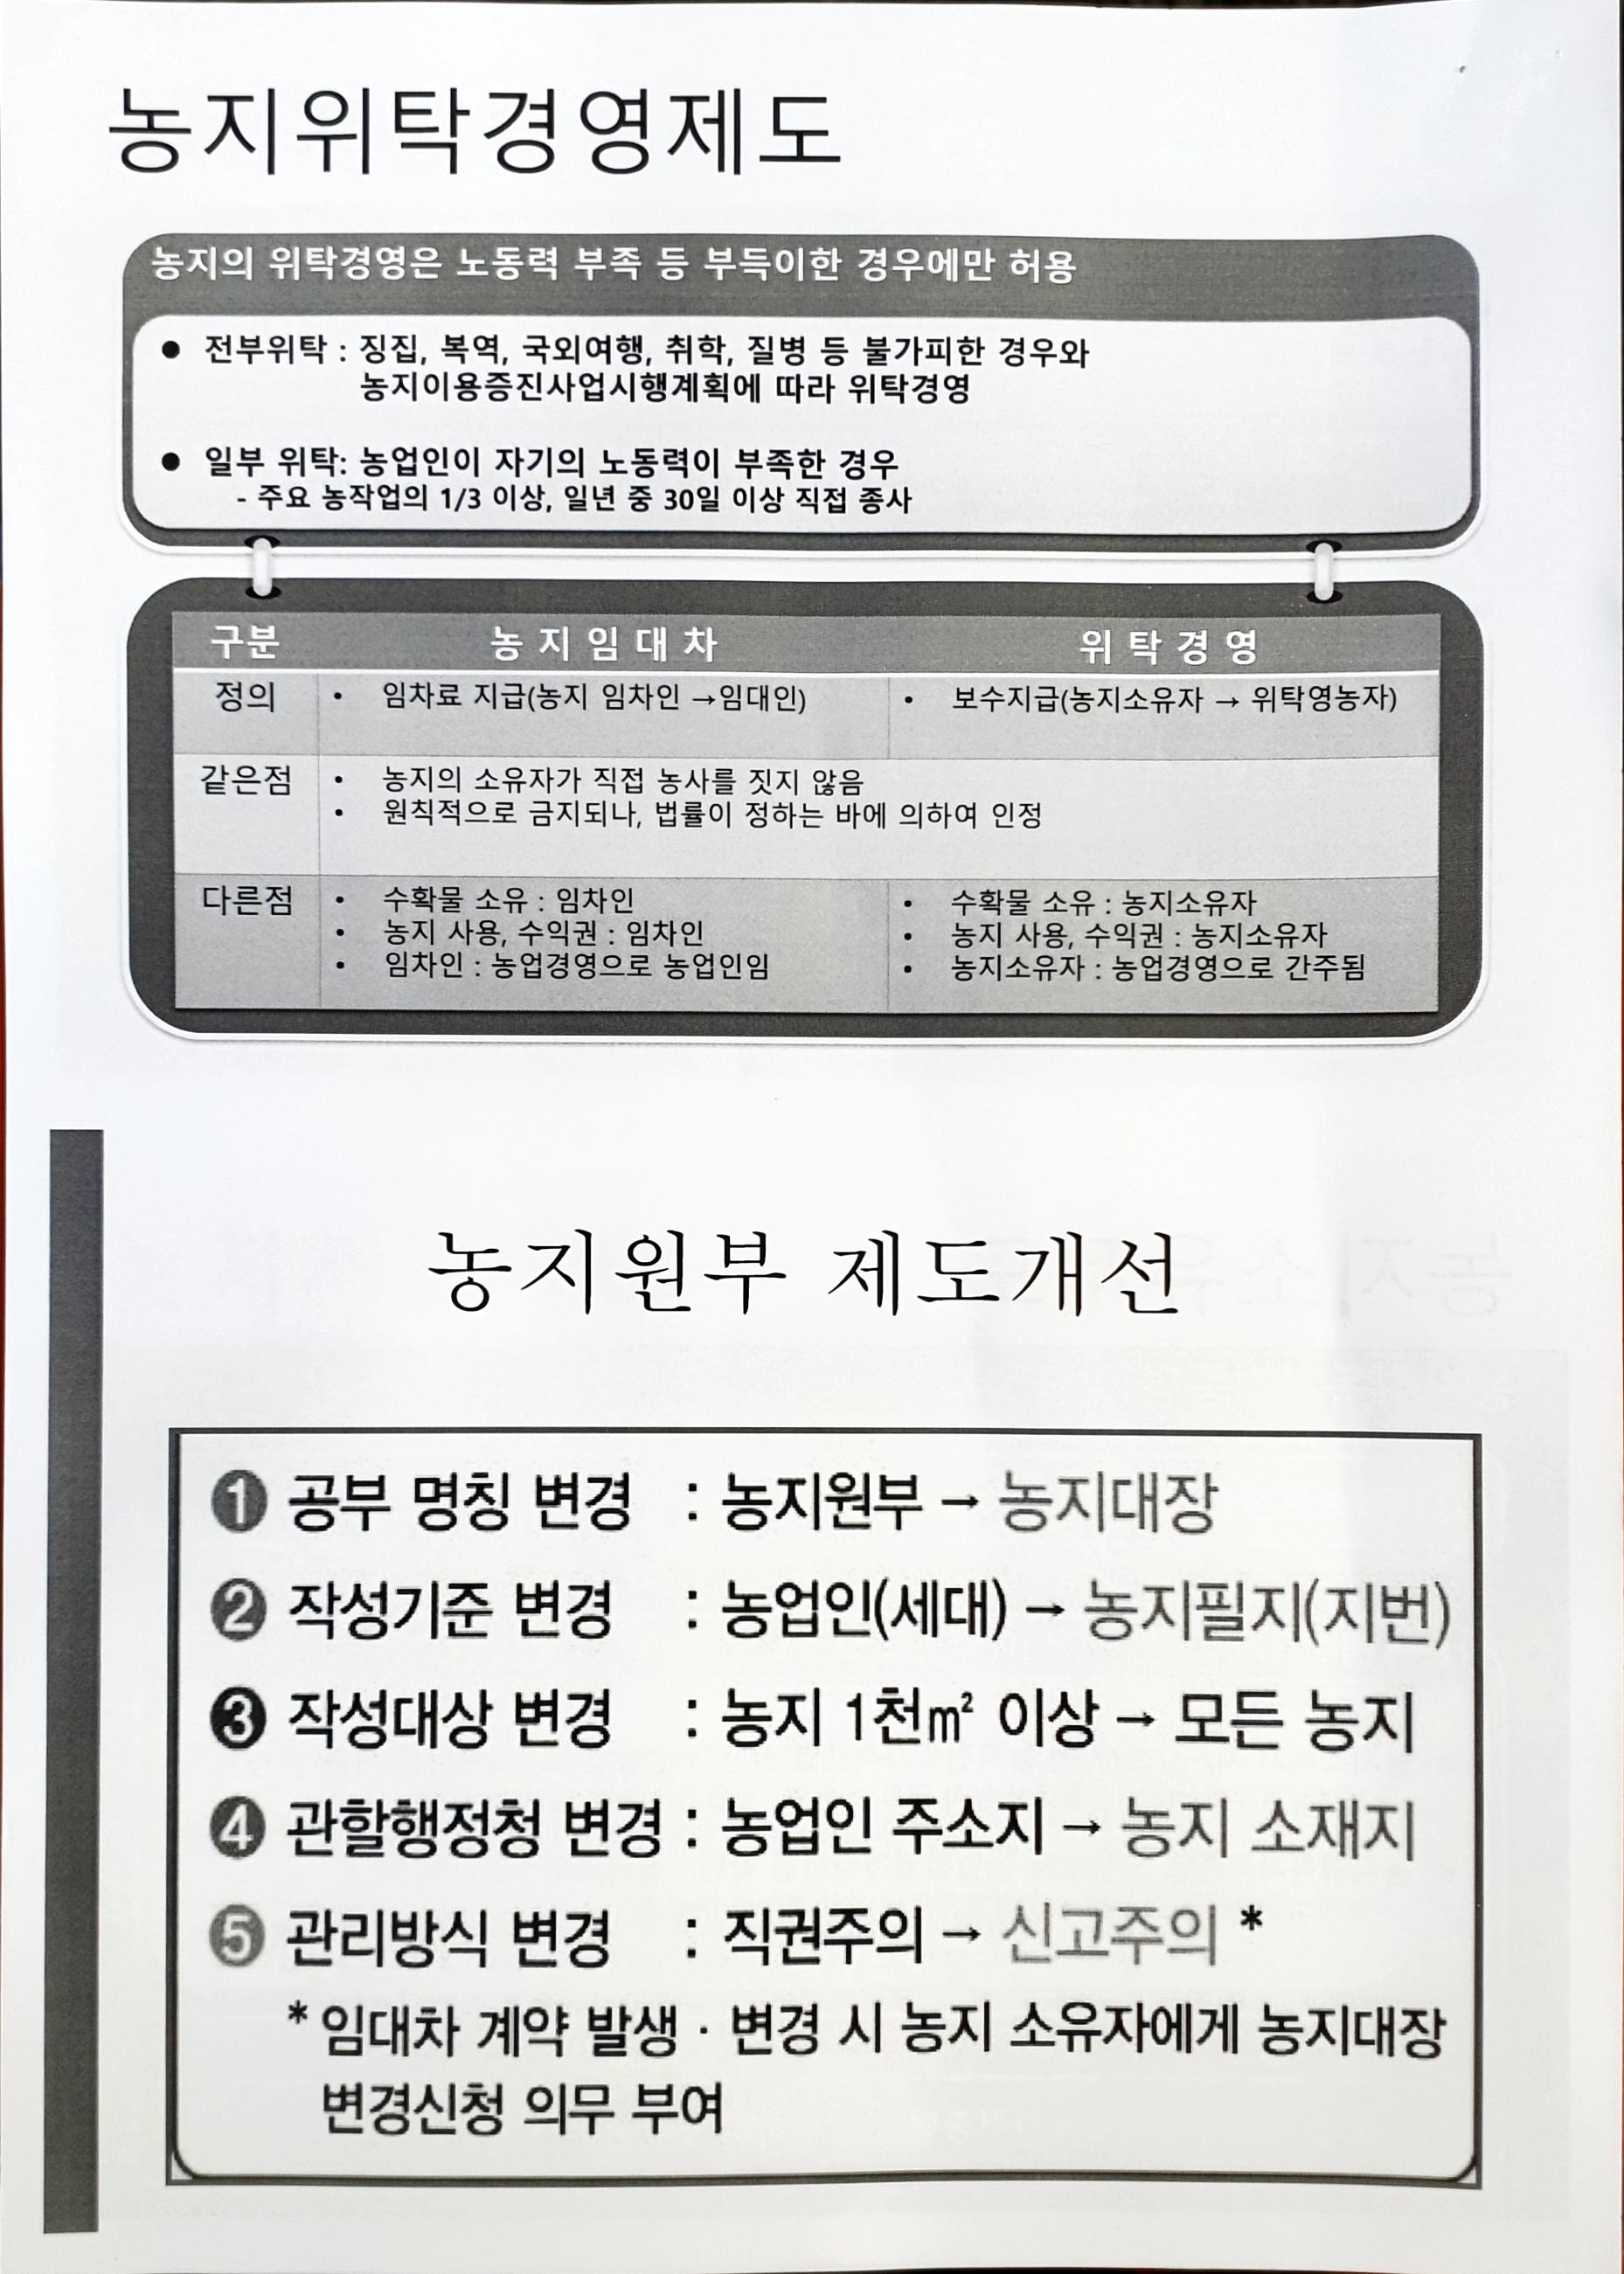 농지위탁경영제도
농지의 위탁경영은 노동력 부족 등 부득이한 경우에만 허용
● 전부위탁 : 징집, 복역, 국외여행, 취학, 질병 등 불가피한 경우와
농지이용증진사업시행계획에 따라 위탁경영
● 일부 위탁: 농업인이 자기의 노동력이 부족한 경우
- 주요 농작업의 1/3 이상, 일년 중 30일 이상 직접 종사
구분 농 지 임 대 차 위 탁 경 영
정의 • 임차료 지급(농지 임차인 →임대인) • 보수지급(농지소유자 → 위탁영농자)
같은점 • 농지의 소유자가 직접 농사를 짓지 않음
• 원칙적으로 금지되나, 법률이 정하는 바에 의하여 인정
다른점 • 수확물 소유 : 임차인 • 수확물 소유 : 농지소유자
• 농지 사용, 수익권 : 임차인 • 농지 사용, 수익권 : 농지소유자
• 임차인 : 농업경영으로 농업인임 • 농지소유자 : 농업경영으로 간주됨
농지원부 제도개선
❶ 공부 명칭 변경 : 농지원부 → 농지대장
❷ 작성기준 변경 : 농업인(세대) → 농지필지(지번)
❸ 작성대상 변경 : 농지 1천㎡ 이상 → 모든 농지
❹ 관할행정청 변경 : 농업인 주소지 → 농지 소재지
❺ 관리방식 변경 : 직권주의 → 신고주의 *
* 임대차 계약 발생 · 변경 시 농지 소유자에게 농지대장
변경신청 의무 부여